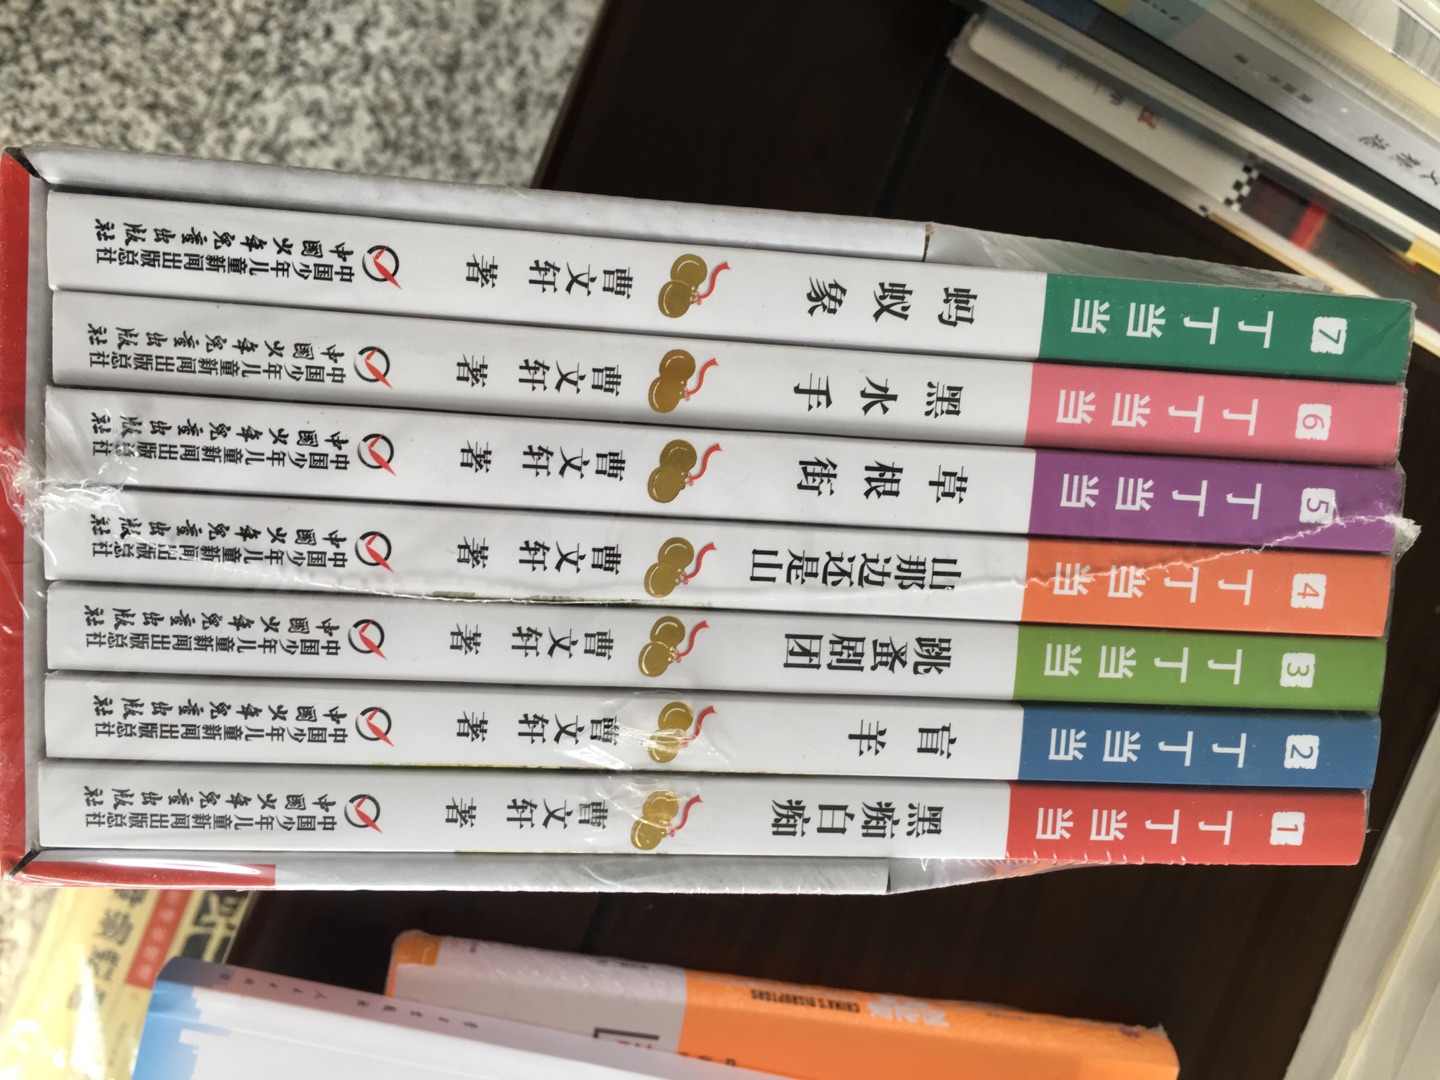 丁丁当当 7 蚂蚁象 曹文轩 著 中国少年儿童新闻出版总社 中國少年兒童出版社
丁丁当当 6 黑水手 曹文轩 著 中国少年儿童新闻出版总社 中國少年兒童出版社
丁丁当当 5 草根街 曹文轩 著 中国少年儿童新闻出版总社 中國少年兒童出版社
丁丁当当 4 山那边还是山 曹文轩 著 中国少年儿童新闻出版总社 中國少年兒童出版社
丁丁当当 3 跳蚤剧团 曹文轩 著 中国少年儿童新闻出版总社 中國少年兒童出版社
丁丁当当 2 盲羊 曹文轩 著 中国少年儿童新闻出版总社 中國少年兒童出版社
丁丁当当 1 黑痴白痴 曹文轩 著 中国少年儿童新闻出版总社 中國少年兒童出版社
CHINA'S DISRUPTORS